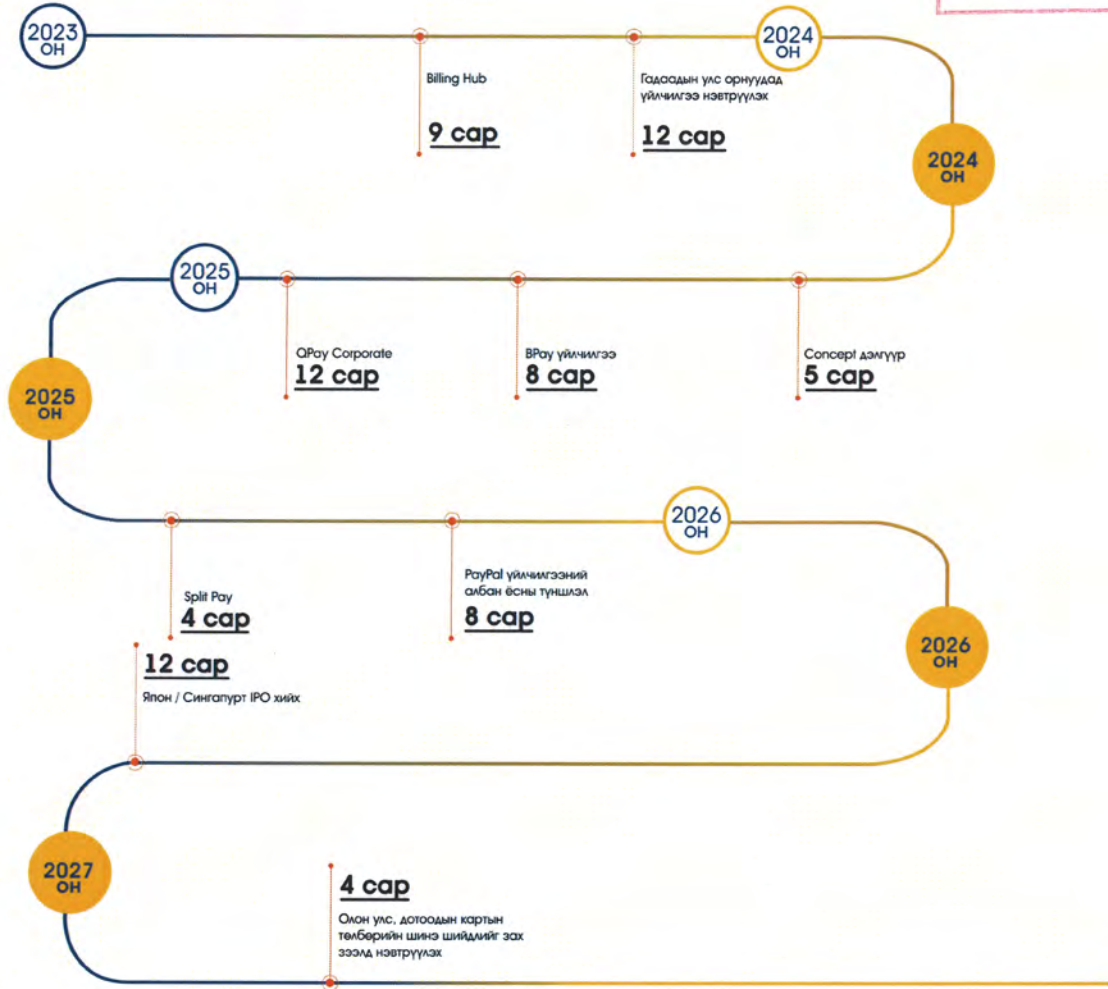 2023
ОН
2024
ОН
Billing Hub
9 сар
Гадаадын улс орнуудад
үйлчилгээ нэвтрүүлэх
12 сар
2024
ОН
2025
ОН
QPay Corporate
12 сар
BPay үйлчилгээ
8 сар
Concept дэлгүүр
5 сар
2025
ОН
2026
ОН
Split Pay
4 сар
PayPal үйлчилгээний
албан ёсны түншлэл
8 сар
2026
ОН
12 сар
Япон / Сингапурт IPO хийх
2027
ОН
4 сар
Олон улс, дотоодын картын
төлбөрийн шинэ шийдлийг зах
зээлд нэвтрүүлэх